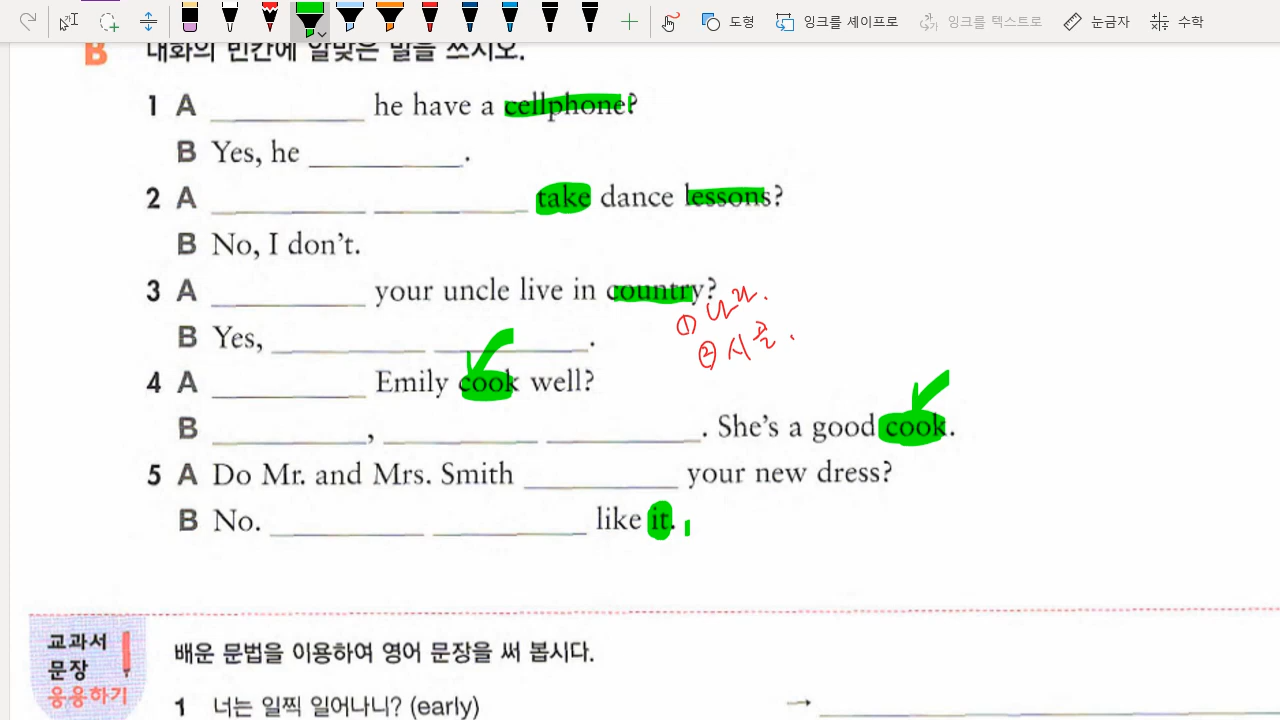 도형 잉크를 셰이프로 잉크를 텍스트로 눈금자 수학
B 대화의 빈칸에 알맞은 말을 쓰시오.
1 A ________ he have a cellphone?
B Yes, he ________.
2 A ________ ________ take dance lessons?
B No, I don't.
3 A ________ your uncle live in country?
① 나라.
B Yes, ________ ________.
② 시골.
4 A ________ Emily cook well?
B ________, ________ ________. She's a good cook.
5 A Do Mr. and Mrs. Smith ________ your new dress?
B No. ________ ________ like it.
교과서
문장
응용하기
배운 문법을 이용하여 영어 문장을 써 봅시다.
1 너는 일찍 일어나니? (early) → ________